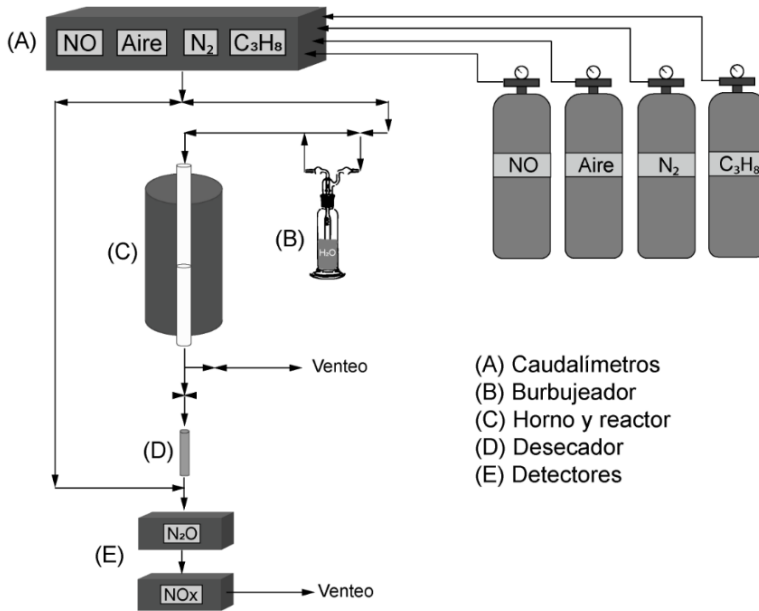 (A)
NO Aire N₂ C₃H₈
NO Aire N₂ C₃H₈
(B)
H₂O
(C)
Venteo
(D)
(E)
N₂O
NOx
Venteo
(A) Caudalímetros
(B) Burbujeador
(C) Horno y reactor
(D) Desecador
(E) Detectores